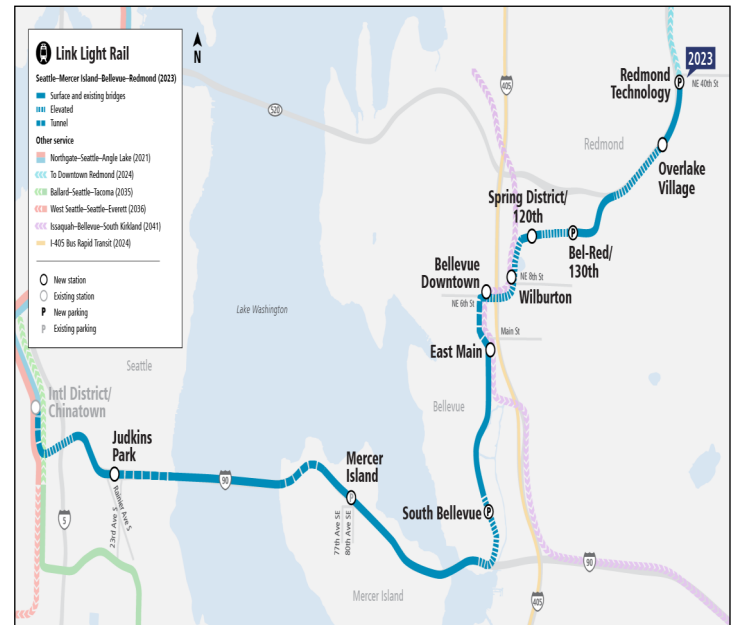 Link Light Rail
Seattle–Mercer Island–Bellevue–Redmond (2023)
Surface and existing bridges
Elevated
Tunnel
Other service
Northgate–Seattle–Angle Lake (2021)
To Downtown Redmond (2024)
Ballard–Seattle–Tacoma (2035)
West Seattle–Seattle–Everett (2036)
Issaquah–Bellevue–South Kirkland (2041)
I-405 Bus Rapid Transit (2024)
New station
Existing station
P New parking
P Existing parking
N
2023
405
Redmond
Technology
P
NE 40th St
520
Redmond
Overlake
Village
Spring District/
120th
P
Bel-Red/
130th
Bellevue
Downtown
NE 8th St
Wilburton
NE 6th St
Lake Washington
Main St
East Main
Seattle
Intl District/
Chinatown
Bellevue
Judkins
Park
Mercer
Island
P
90
Rainier Ave S
23rd Ave S
77th Ave SE
80th Ave SE
South Bellevue
P
5
90
Mercer Island
405